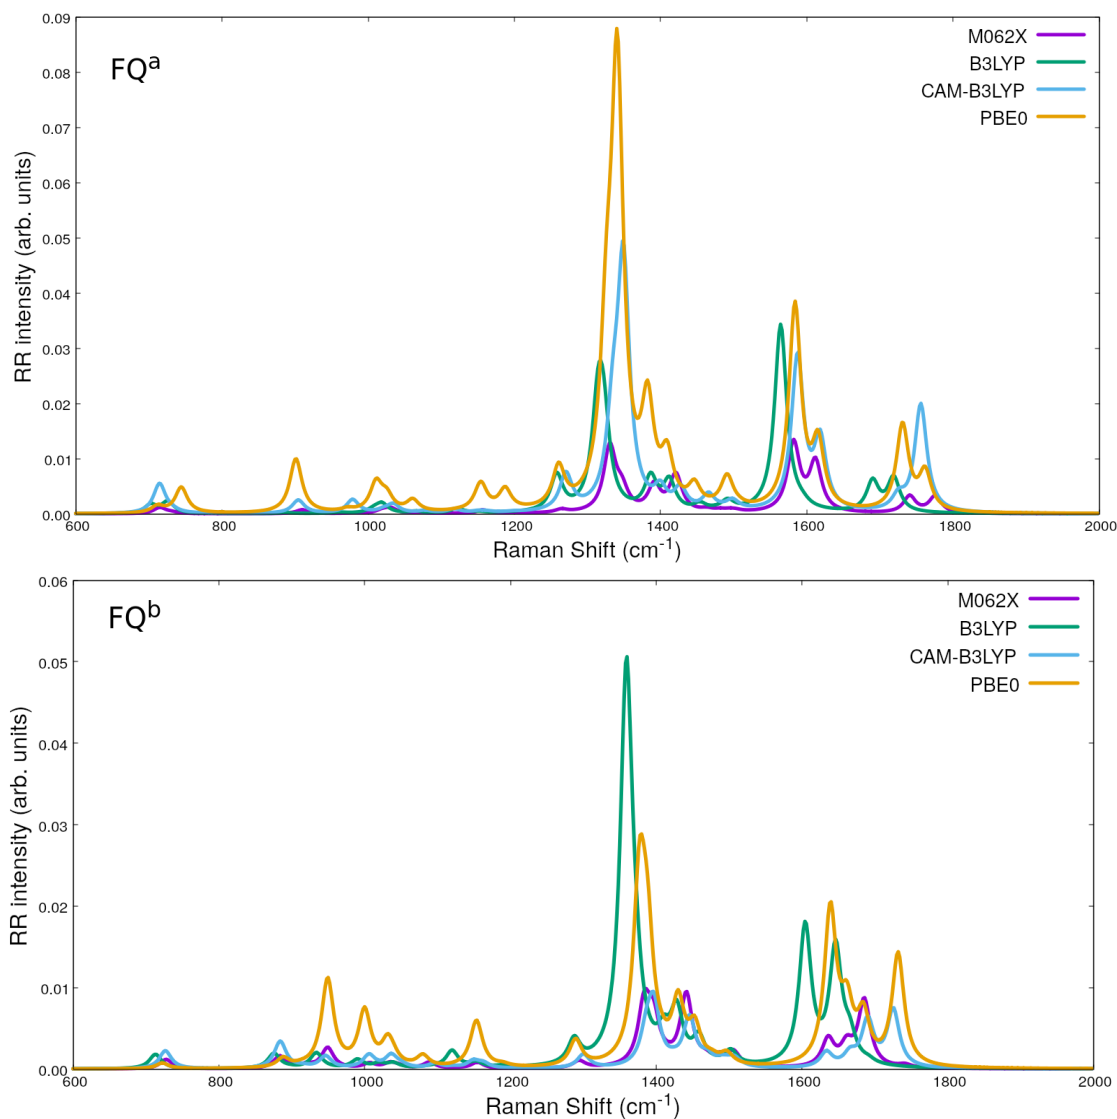 0.09
FQᵃ
M062X
B3LYP
CAM-B3LYP
PBE0
0.08
0.07
0.06
0.05
0.04
0.03
0.02
0.01
0.00
RR intensity (arb. units)
600 800 1000 1200 1400 1600 1800 2000
Raman Shift (cm⁻¹)
0.06
FQᵇ
M062X
B3LYP
CAM-B3LYP
PBE0
0.05
0.04
0.03
0.02
0.01
0.00
RR intensity (arb. units)
600 800 1000 1200 1400 1600 1800 2000
Raman Shift (cm⁻¹)